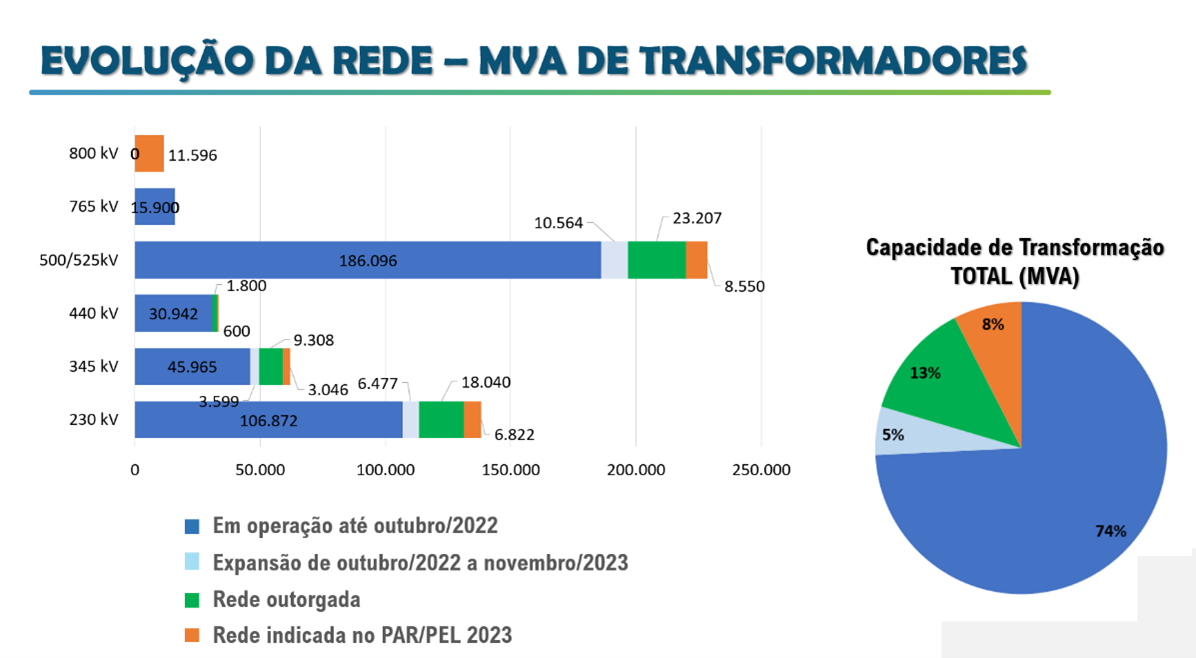 EVOLUÇÃO DA REDE – MVA DE TRANSFORMADORES
800 kV 0 11.596
765 kV 15.900
10.564 23.207
500/525kV 186.096
8.550
1.800
440 kV 30.942
600
9.308
345 kV 45.965
3.599 3.046 6.477 18.040
230 kV 106.872 6.822
0 50.000 100.000 150.000 200.000 250.000
Em operação até outubro/2022
Expansão de outubro/2022 a novembro/2023
Rede outorgada
Rede indicada no PAR/PEL 2023
Capacidade de Transformação
TOTAL (MVA)
8%
13%
5%
74%